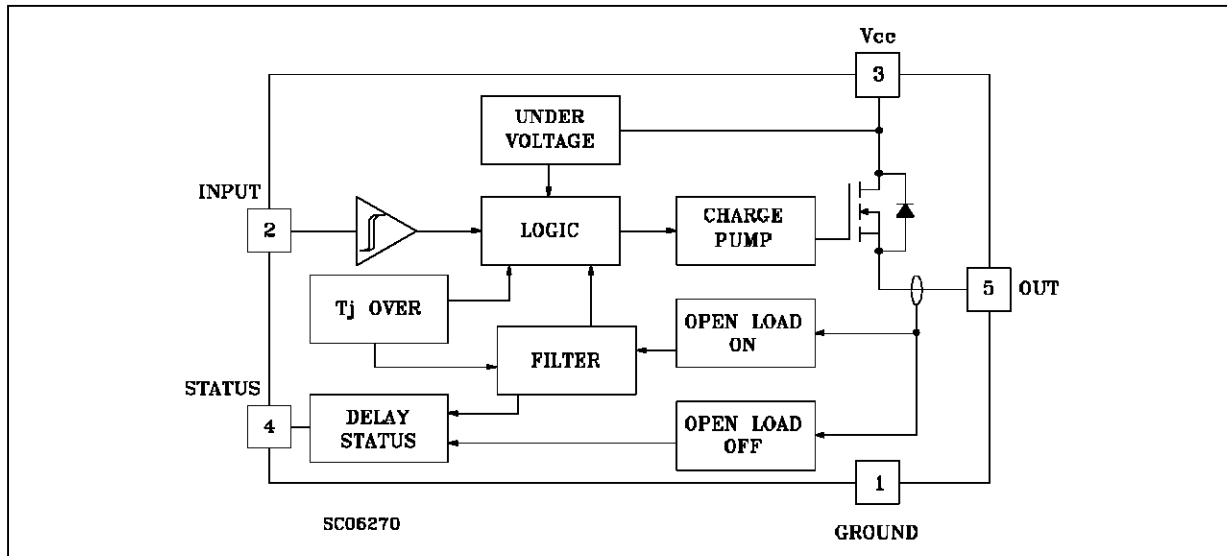 Vcc
3
UNDER
VOLTAGE
INPUT
2
LOGIC
CHARGE
PUMP
5
OUT
Tj OVER
OPEN LOAD
ON
FILTER
STATUS
4
DELAY
STATUS
OPEN LOAD
OFF
1
SC06270
GROUND